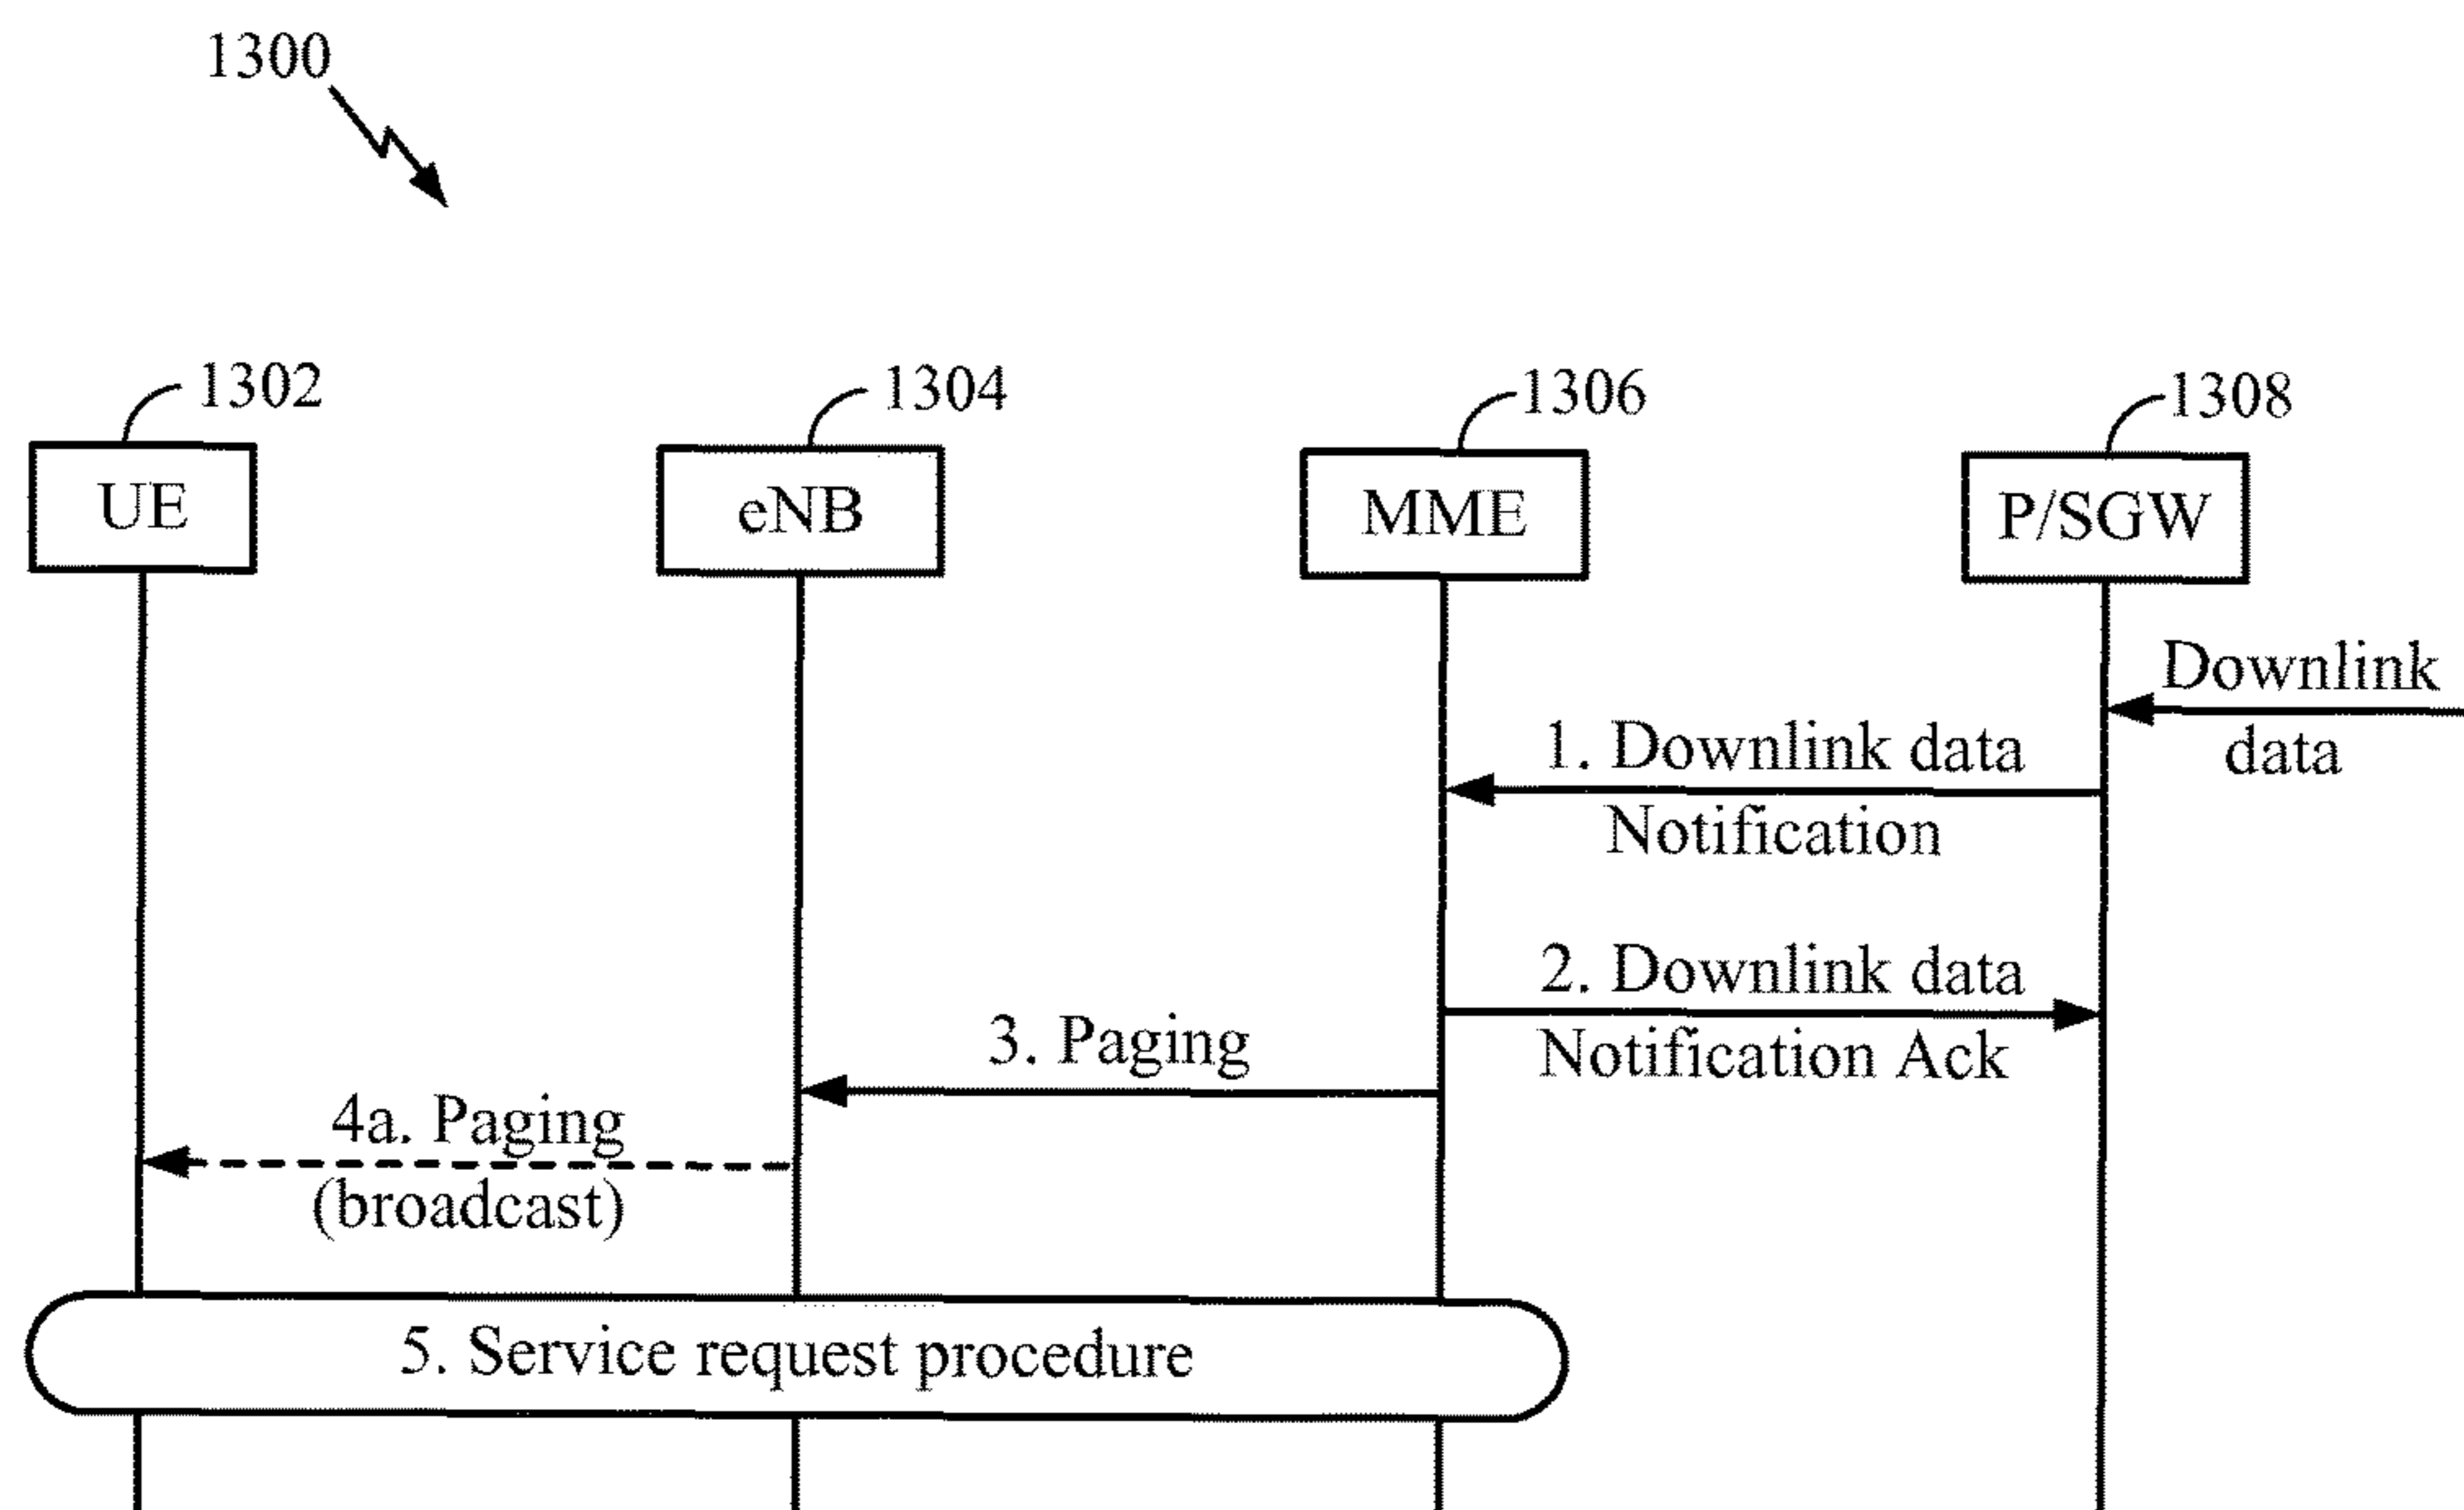 1300
1302
1304
1306
1308
UE
eNB
MME
P/SGW
Downlink
data
1. Downlink data
Notification
2. Downlink data
Notification Ack
3. Paging
4a. Paging
(broadcast)
5. Service request procedure